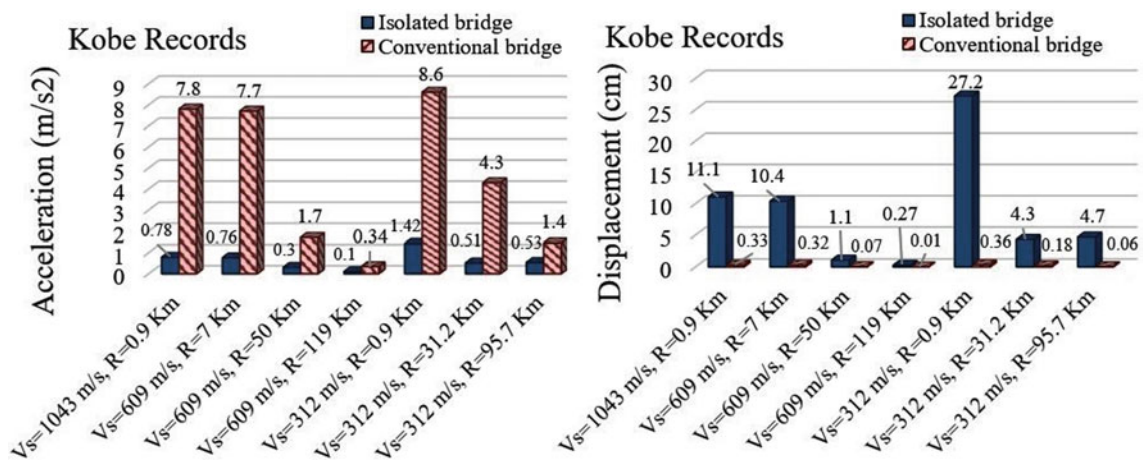 Kobe Records
Isolated bridge
Conventional bridge
Acceleration (m/s2)
9
8
7
6
5
4
3
2
1
0
0.78
7.8
0.76
7.7
0.3
1.7
0.1
0.34
1.42
8.6
0.51
4.3
0.53
1.4
Vs=1043 m/s, R=0.9 Km
Vs=609 m/s, R=7 Km
Vs=609 m/s, R=50 Km
Vs=609 m/s, R=119 Km
Vs=312 m/s, R=0.9 Km
Vs=312 m/s, R=31.2 Km
Vs=312 m/s, R=95.7 Km
Kobe Records
Isolated bridge
Conventional bridge
Displacement (cm)
30
25
20
15
10
5
0
11.1
0.33
10.4
0.32
1.1
0.07
0.27
0.01
27.2
0.36
4.3
0.18
4.7
0.06
Vs=1043 m/s, R=0.9 Km
Vs=609 m/s, R=7 Km
Vs=609 m/s, R=50 Km
Vs=609 m/s, R=119 Km
Vs=312 m/s, R=0.9 Km
Vs=312 m/s, R=31.2 Km
Vs=312 m/s, R=95.7 Km